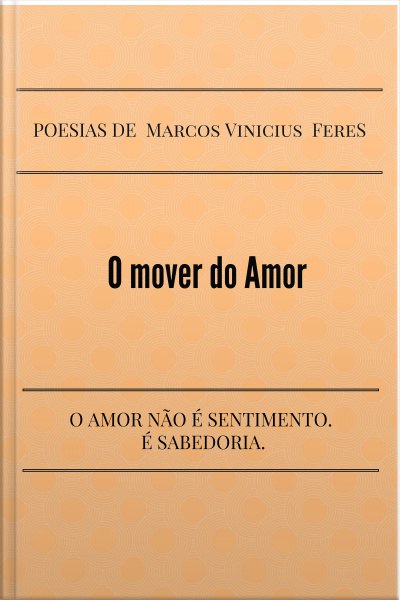 POESIAS DE Marcos Vinicius FereS
O mover do Amor
O AMOR NÃO É SENTIMENTO.
É SABEDORIA.